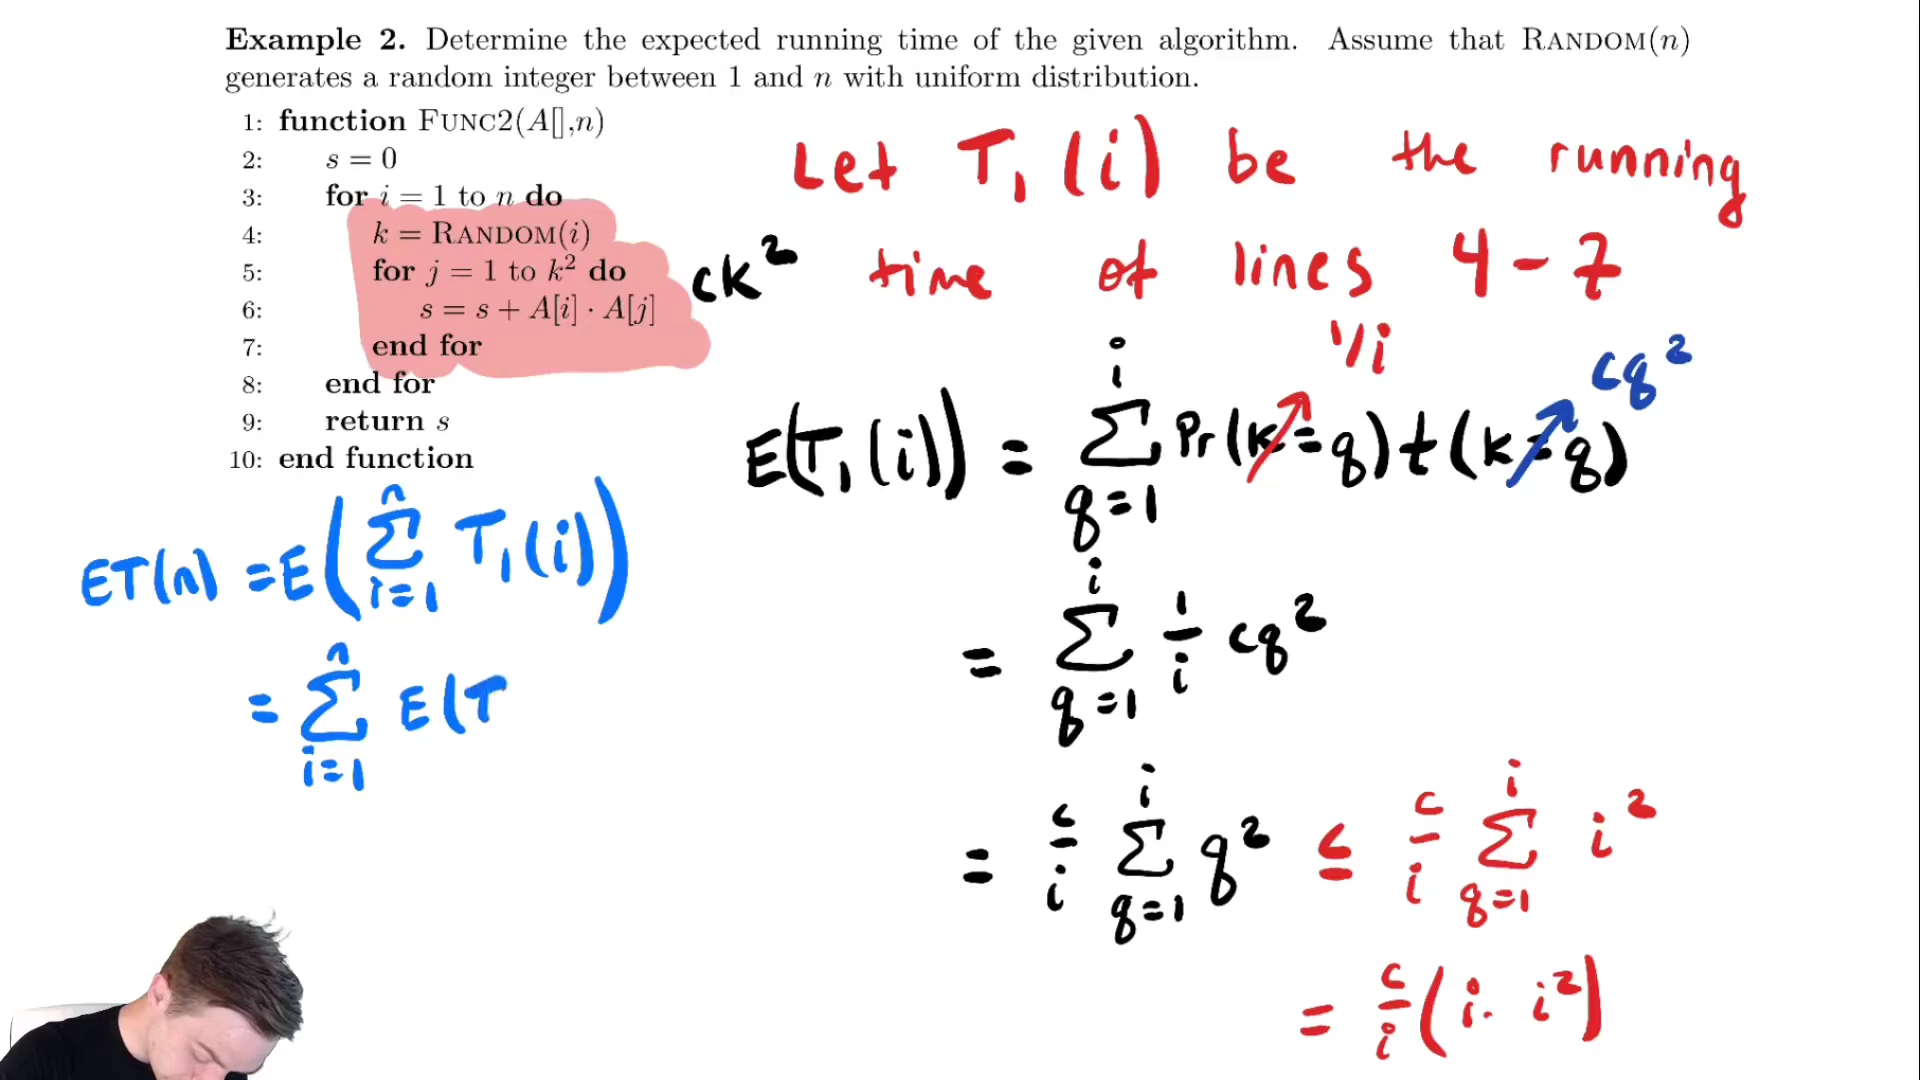 Example 2. Determine the expected running time of the given algorithm. Assume that RANDOM(n)
generates a random integer between 1 and n with uniform distribution.
1: function FUNC2(A[],n)
2: s = 0
3: for i = 1 to n do
4: k = RANDOM(i)
5: for j = 1 to k² do
6: s = s + A[i] · A[j]
7: end for
8: end for
9: return s
10: end function
ck²
Let T₁(i) be the running
time of lines 4 - 7
1/i
cq²
E(T₁(i)) = Σ_{q=1}^{i} Pr(k=q) t(k=q)
= Σ_{q=1}^{i} 1/i cq²
= c/i Σ_{q=1}^{i} q² ≤ c/i Σ_{q=1}^{i} i²
= c/i (i · i²)
ET(n) = E(Σ_{i=1}^{n} T₁(i))
= Σ_{i=1}^{n} E(T